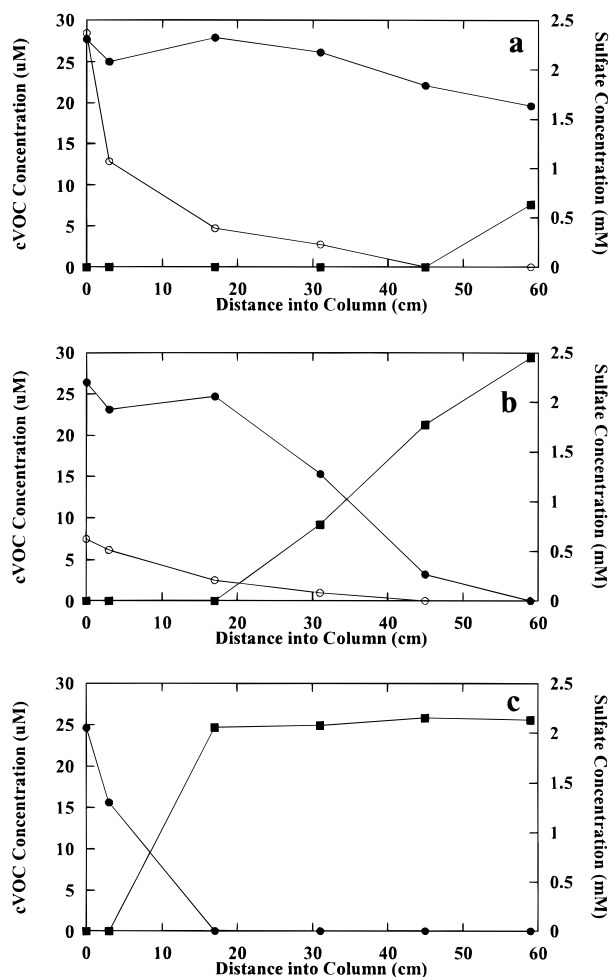 a
cVOC Concentration (uM)
30
25
20
15
10
5
0
2.5
2
1.5
1
0.5
0
Sulfate Concentration (mM)
0 10 20 30 40 50 60
Distance into Column (cm)
b
cVOC Concentration (uM)
30
25
20
15
10
5
0
2.5
2
1.5
1
0.5
0
Sulfate Concentration (mM)
0 10 20 30 40 50 60
Distance into Column (cm)
c
cVOC Concentration (uM)
30
25
20
15
10
5
0
2.5
2
1.5
1
0.5
0
Sulfate Concentration (mM)
0 10 20 30 40 50 60
Distance into Column (cm)